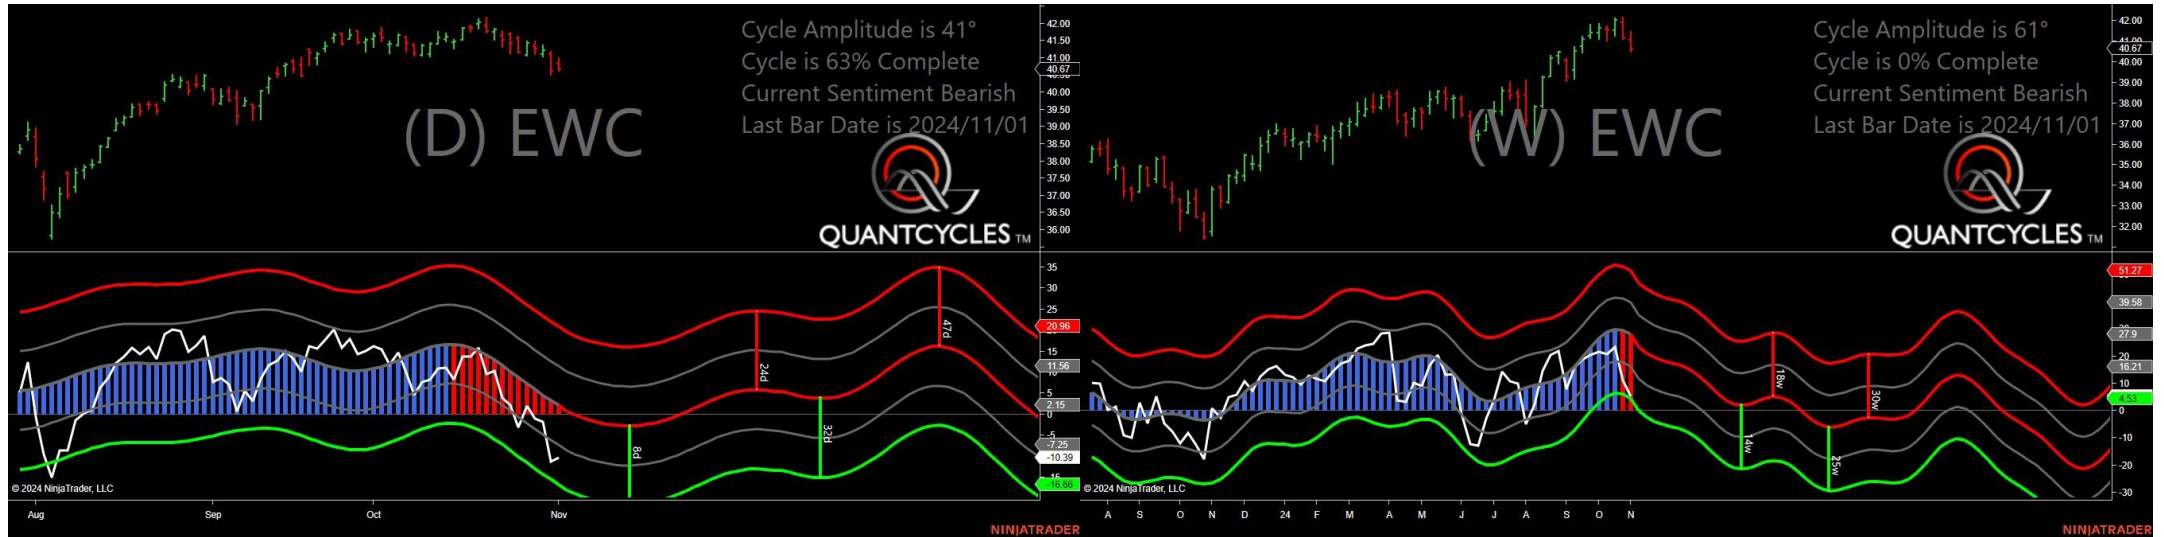 Cycle Amplitude is 41°
Cycle is 63% Complete
Current Sentiment Bearish
Last Bar Date is 2024/11/01
(D) EWC
QUANTCYCLES TM
42.00
41.50
41.00
40.67
40.00
39.50
39.00
38.50
38.00
37.50
37.00
36.50
36.00
35
30
25
20.96
15
11.56
5
2.15
0
-5
-7.25
-10.39
-15
-16.66
8d
24d
32d
47d
© 2024 NinjaTrader, LLC
Aug
Sep
Oct
Nov
NINJATRADER
Cycle Amplitude is 61°
Cycle is 0% Complete
Current Sentiment Bearish
Last Bar Date is 2024/11/01
(W) EWC
QUANTCYCLES TM
42.00
41.00
40.67
40.00
39.00
38.00
37.00
36.00
35.00
34.00
33.00
32.00
51.27
39.58
27.9
20
16.21
10
4.53
0
-10
-20
-30
14w
18w
25w
30w
© 2024 NinjaTrader, LLC
A S O N D 24 F M A M J J A S O N
NINJATRADER